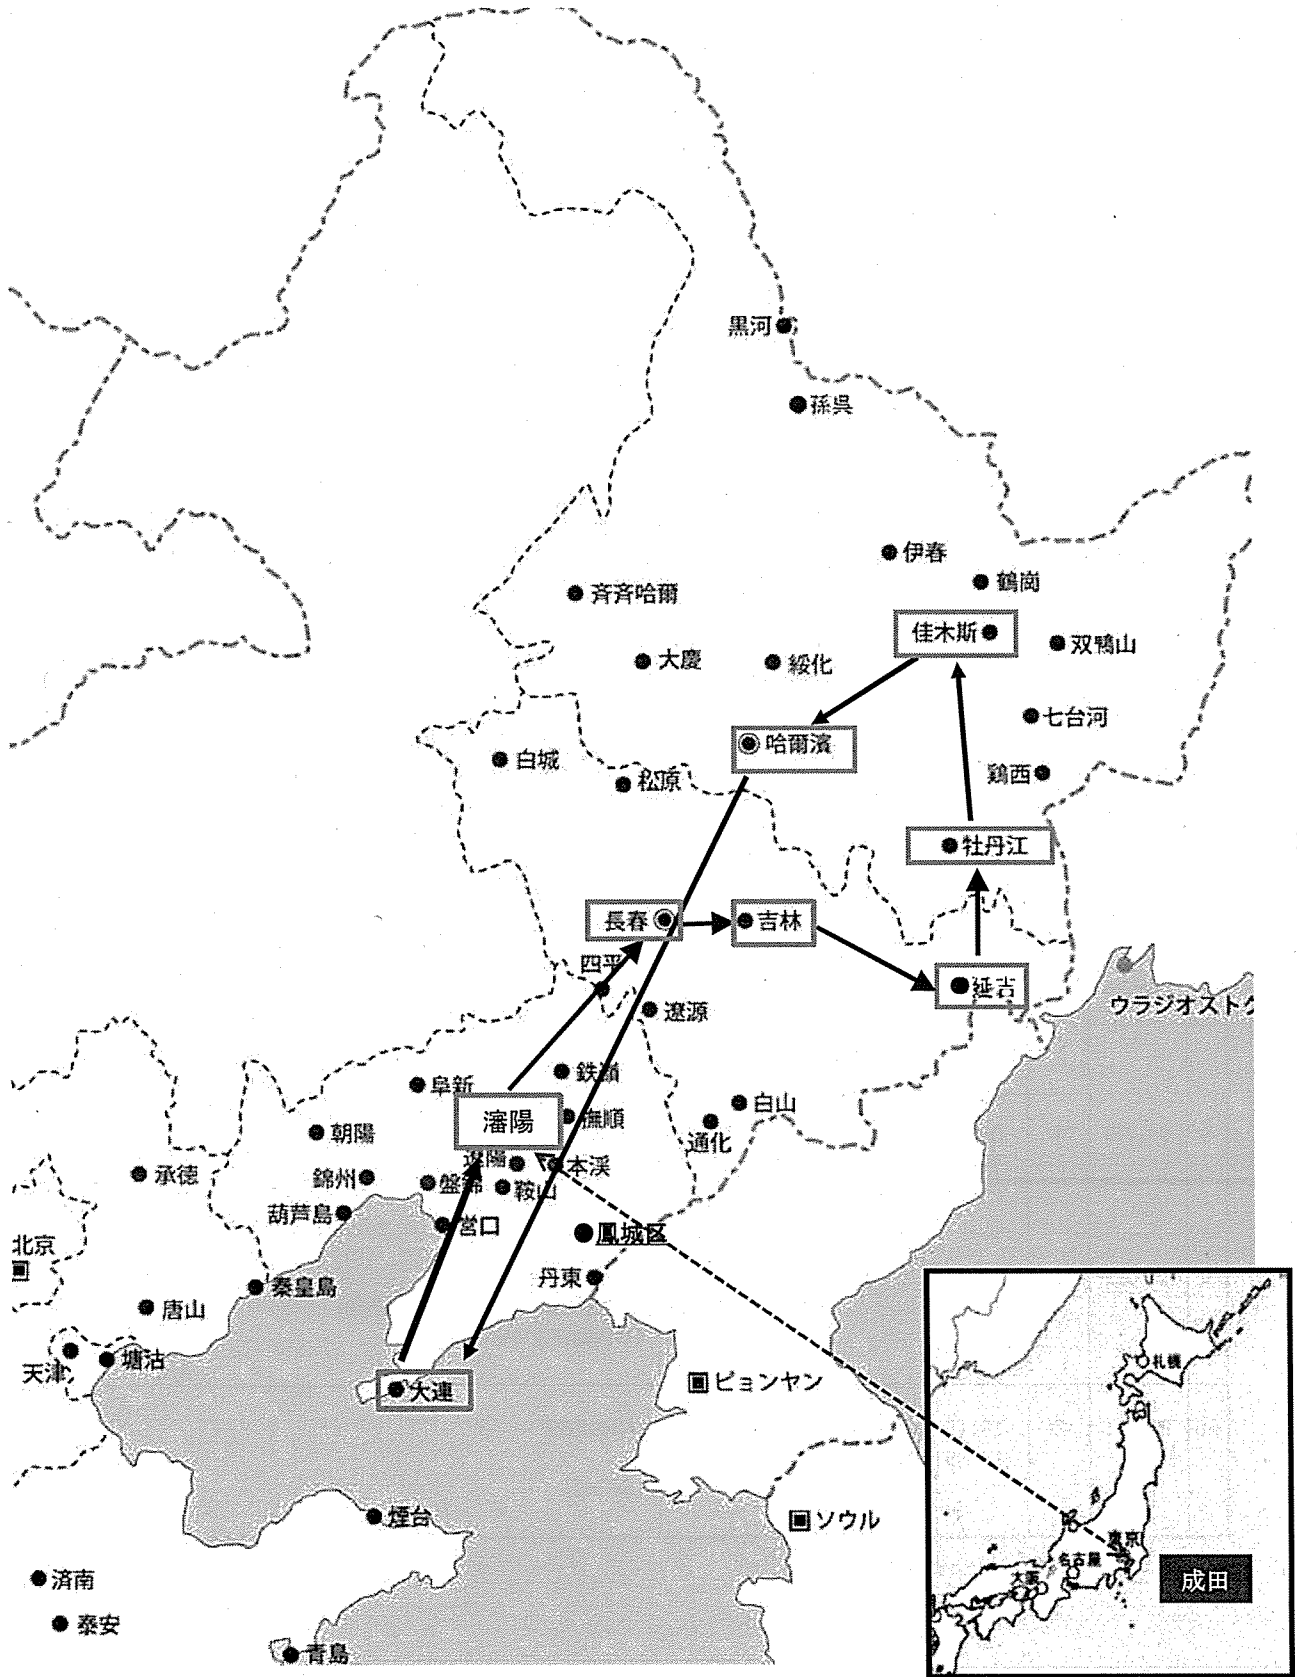 黒河
孫呉
伊春
鶴崗
斉斉哈爾
佳木斯
双鴨山
大慶
綏化
七台河
哈爾濱
白城
鶏西
松原
牡丹江
長春
吉林
四平
延吉
遼源
ウラジオストク
鉄嶺
阜新
白山
瀋陽
撫順
朝陽
通化
遼陽
本渓
承德
錦州
盤錦
鞍山
葫芦島
営口
鳳城区
北京
丹東
秦皇島
唐山
天津
塘沽
札幌
ピョンヤン
大連
煙台
ソウル
東京
名古屋
大阪
成田
済南
泰安
青島